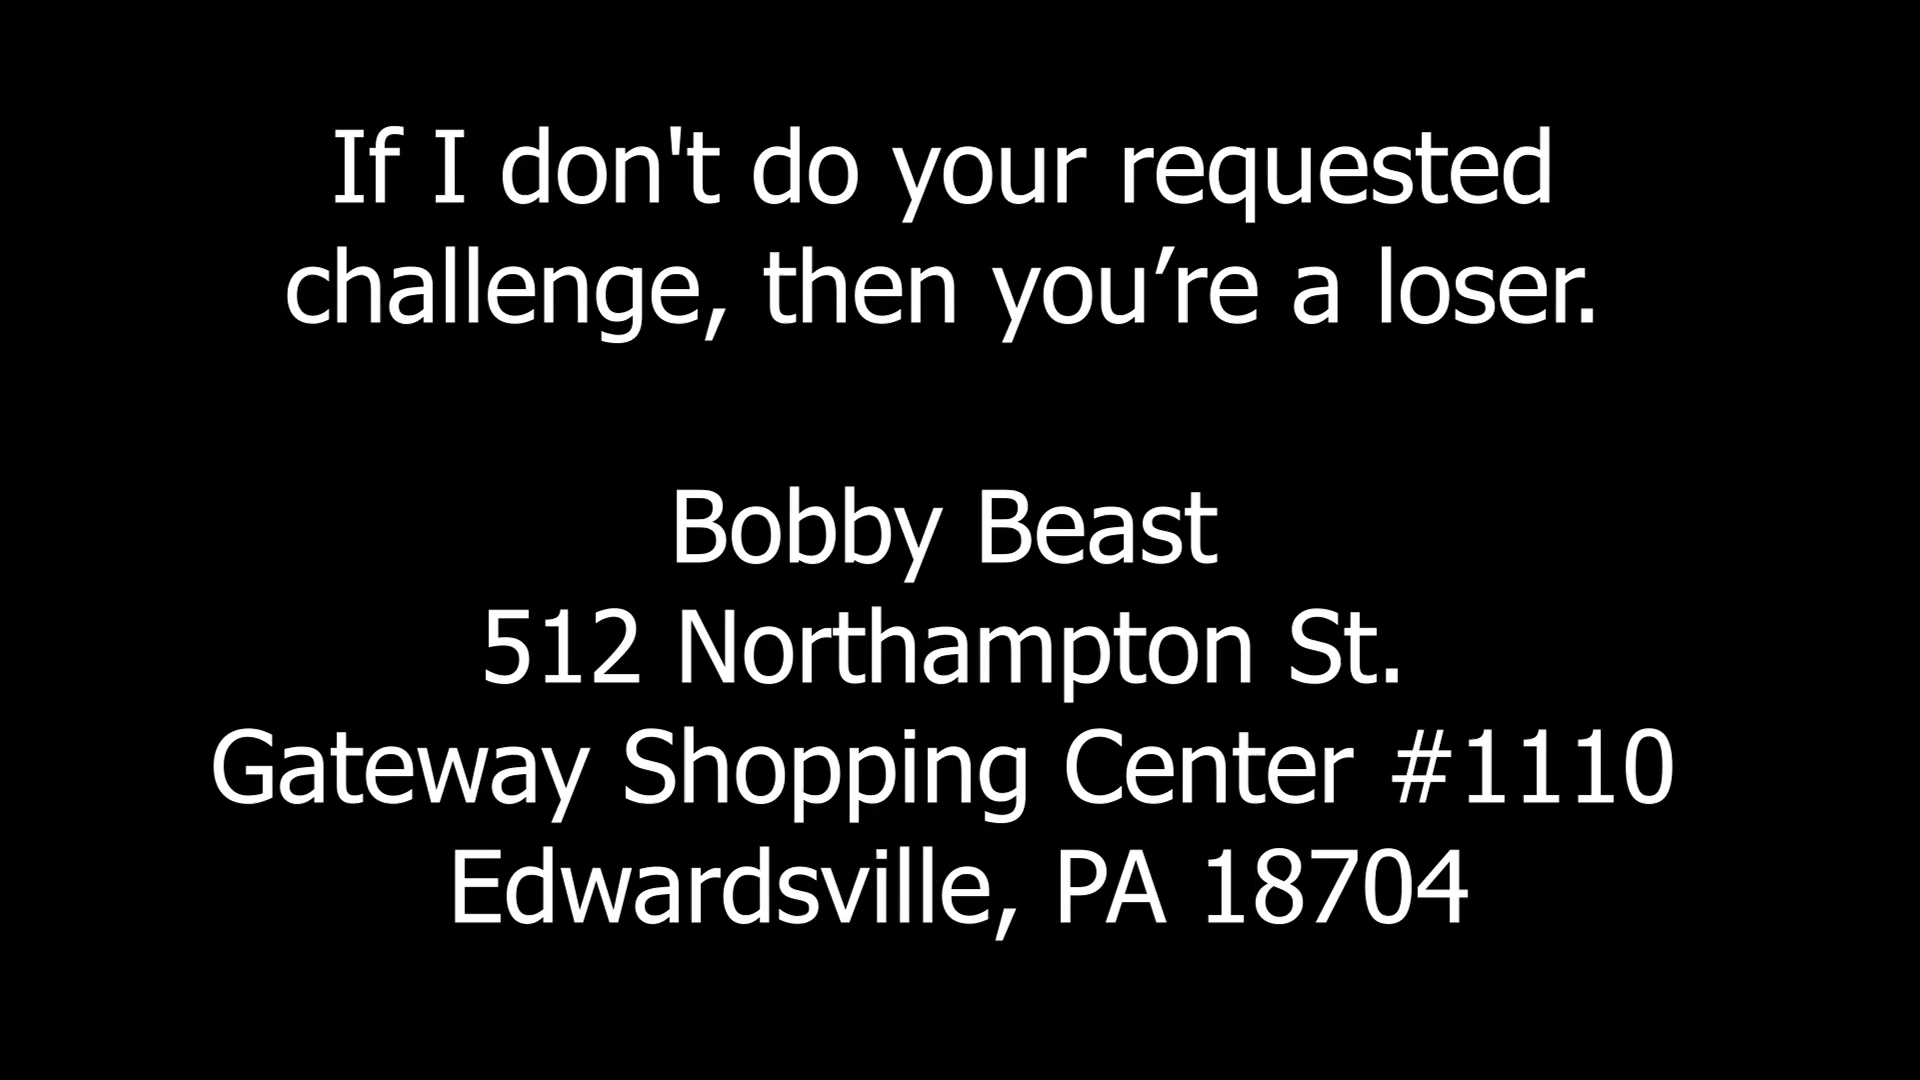 If I don't do your requested
challenge, then you’re a loser.
Bobby Beast
512 Northampton St.
Gateway Shopping Center #1110
Edwardsville, PA 18704